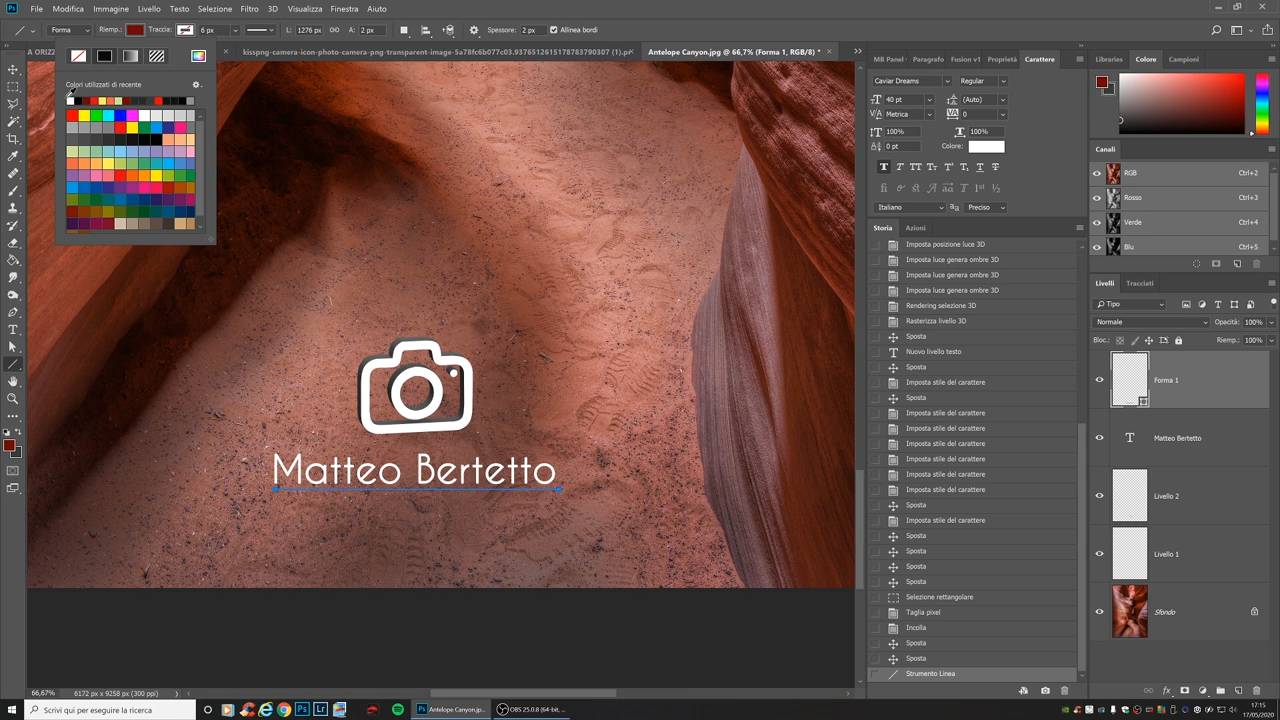 File Modifica Immagine Livello Testo Selezione Filtro 3D Visualizza Finestra Aiuto
Forma Riemp.: Traccia: 6 px L: 1276 px A: 2 px Spessore: 2 px Allinea bordi
kisspng-camera-icon-photo-camera-png-transparent-image-5a78fc6b077c03.9376512615178783790307 (1).pn
Antelope Canyon.jpg @ 66,7% (Forma 1, RGB/8) *
Colori utilizzati di recente
Matteo Bertetto
MB Panel Paragrafo Fusion v1 Proprietà Carattere
Caviar Dreams Regular
40 pt (Auto)
Metrica 0
100% 100%
0 pt Colore:
Italiano Preciso
Storia Azioni
Imposta posizione luce 3D
Imposta luce genera ombre 3D
Imposta luce genera ombre 3D
Imposta luce genera ombre 3D
Rendering selezione 3D
Rasterizza livello 3D
Sposta
Nuovo livello testo
Sposta
Imposta stile del carattere
Sposta
Imposta stile del carattere
Imposta stile del carattere
Imposta stile del carattere
Imposta stile del carattere
Imposta stile del carattere
Imposta stile del carattere
Sposta
Imposta stile del carattere
Sposta
Sposta
Sposta
Sposta
Selezione rettangolare
Taglia pixel
Incolla
Sposta
Sposta
Strumento Linea
Libraries Colore Campioni
Canali
RGB Ctrl+2
Rosso Ctrl+3
Verde Ctrl+4
Blu Ctrl+5
Livelli Tracciati
Tipo
Normale Opacità: 100%
Bloc.: Riemp.: 100%
Forma 1
Matteo Bertetto
Livello 2
Livello 1
Sfondo
66,67% 6172 px x 9258 px (300 ppi)
Scrivi qui per eseguire la ricerca
Antelope Canyon.j...
OBS 25.0.8 (64-bit, ...
17:15
17/05/2020